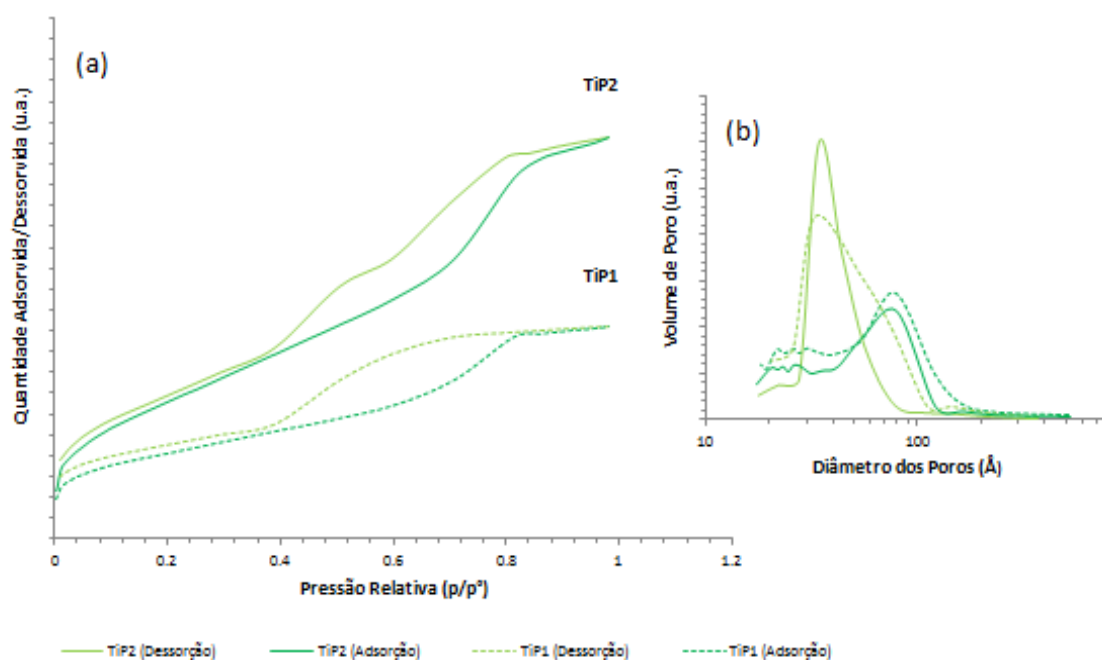 (a)
TiP2
TiP1
Quantidade Adsorvida/Dessorvida (u.a.)
0 0.2 0.4 0.6 0.8 1 1.2
Pressão Relativa (p/p°)
(b)
Volume de Poro (u.a.)
10 100
Diâmetro dos Poros (Å)
TiP2 (Dessorção) TiP2 (Adsorção) TiP1 (Dessorção) TiP1 (Adsorção)